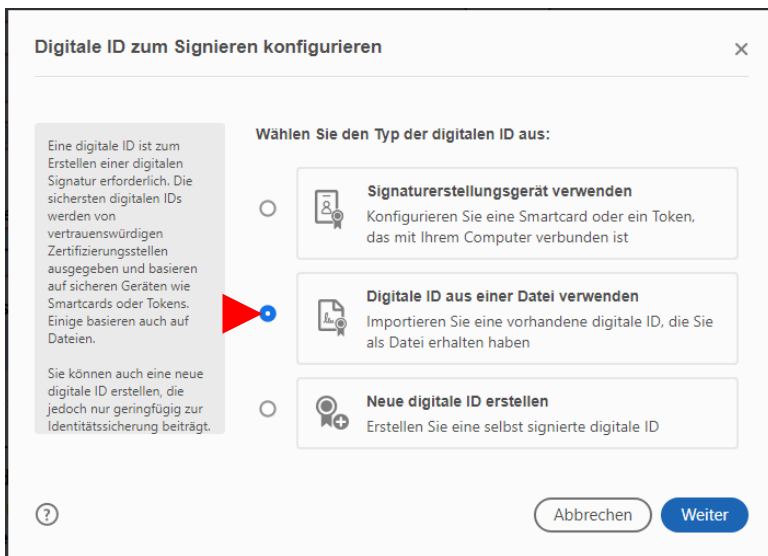 Digitale ID zum Signieren konfigurieren
Eine digitale ID ist zum
Erstellen einer digitalen
Signatur erforderlich. Die
sichersten digitalen IDs
werden von
vertrauenswürdigen
Zertifizierungsstellen
ausgegeben und basieren
auf sicheren Geräten wie
Smartcards oder Tokens.
Einige basieren auch auf
Dateien.
Sie können auch eine neue
digitale ID erstellen, die
jedoch nur geringfügig zur
Identitätssicherung beiträgt.
Wählen Sie den Typ der digitalen ID aus:
Signaturerstellungsgerät verwenden
Konfigurieren Sie eine Smartcard oder ein Token,
das mit Ihrem Computer verbunden ist
Digitale ID aus einer Datei verwenden
Importieren Sie eine vorhandene digitale ID, die Sie
als Datei erhalten haben
Neue digitale ID erstellen
Erstellen Sie eine selbst signierte digitale ID
Abbrechen
Weiter